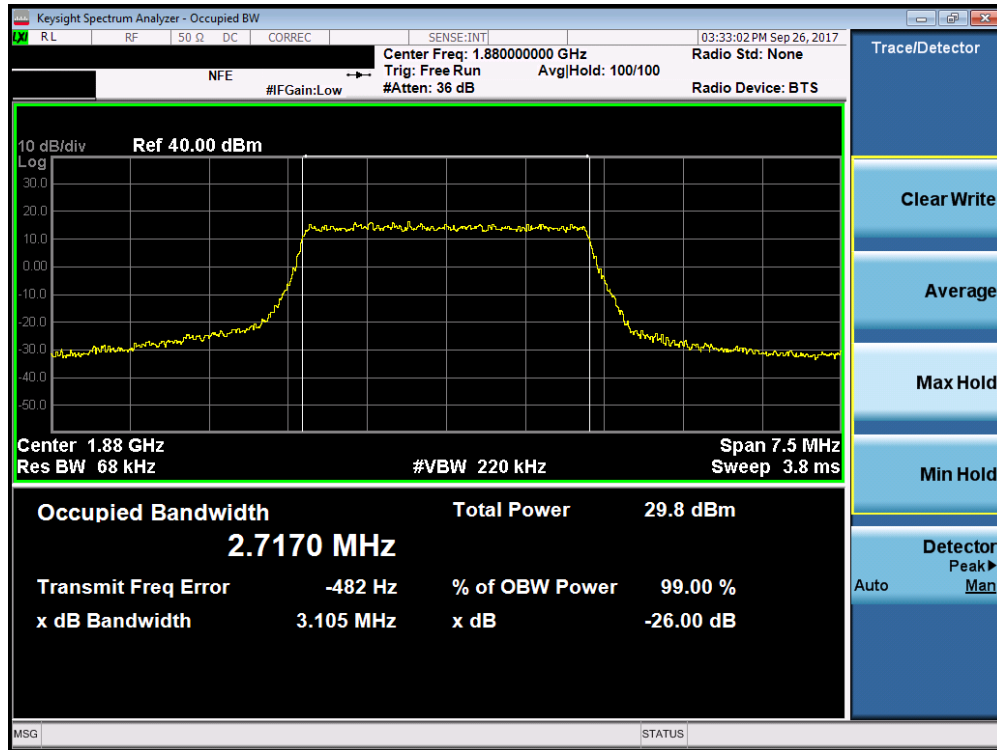 Keysight Spectrum Analyzer - Occupied BW
LXI RL RF 50 Ω DC CORREC SENSE:INT 03:33:02 PM Sep 26, 2017
Center Freq: 1.880000000 GHz Radio Std: None
NFE Trig: Free Run Avg|Hold: 100/100
#IFGain:Low #Atten: 36 dB Radio Device: BTS
Trace/Detector
10 dB/div Ref 40.00 dBm
Log
30.0
20.0
10.0
0.00
-10.0
-20.0
-30.0
-40.0
-50.0
Center 1.88 GHz Span 7.5 MHz
Res BW 68 kHz #VBW 220 kHz Sweep 3.8 ms
Occupied Bandwidth Total Power 29.8 dBm
2.7170 MHz
Transmit Freq Error -482 Hz % of OBW Power 99.00 %
x dB Bandwidth 3.105 MHz x dB -26.00 dB
Clear Write
Average
Max Hold
Min Hold
Detector
Peak▶
Auto Man
MSG STATUS